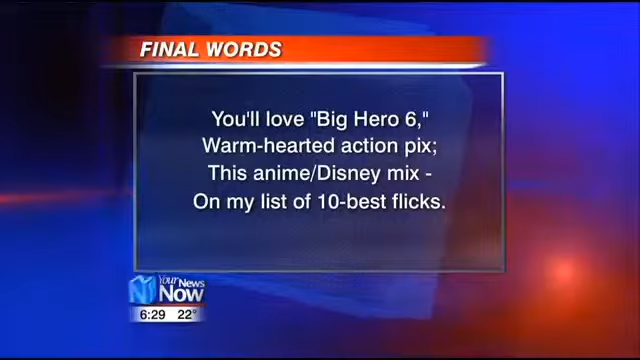 FINAL WORDS
You'll love "Big Hero 6,"
Warm-hearted action pix;
This anime/Disney mix -
On my list of 10-best flicks.
Your News
Now
6:29 22°